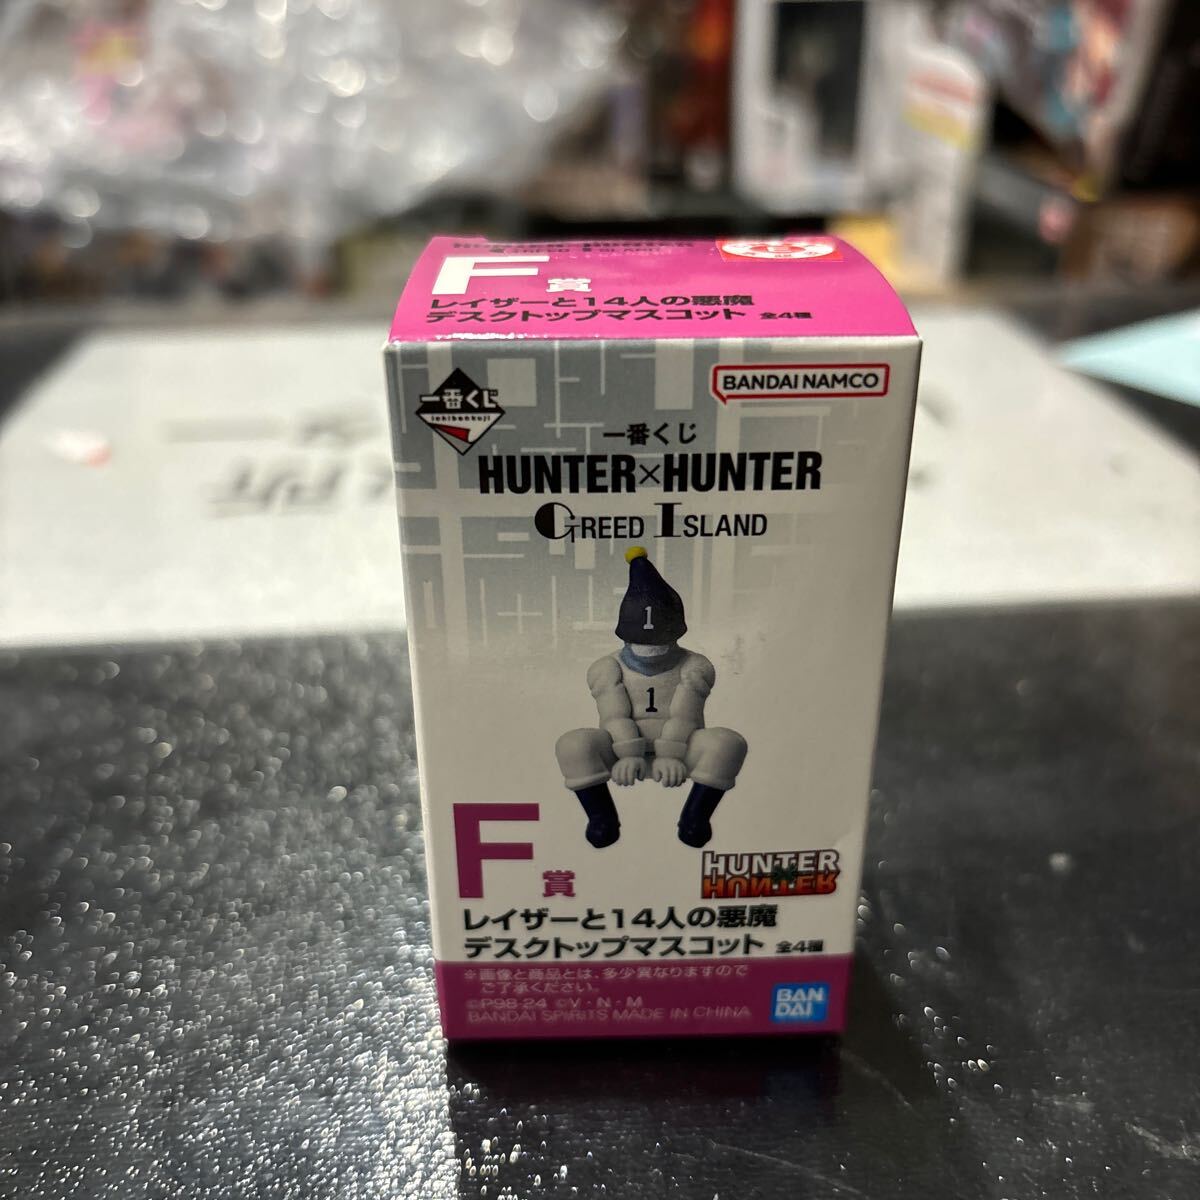 HUNTER×HUNTER
F賞
レイザーと14人の悪魔
デスクトップマスコット 全4種
一番くじ
ichibankuji
BANDAI NAMCO
一番くじ
HUNTER×HUNTER
GREED ISLAND
1
1
F賞
HUNTER×HUNTER
レイザーと14人の悪魔
デスクトップマスコット 全4種
※画像と商品とは、多少異なりますので
ご了承ください。
©P98-24 ©V・N・M
BANDAI SPIRITS MADE IN CHINA
BANDAI